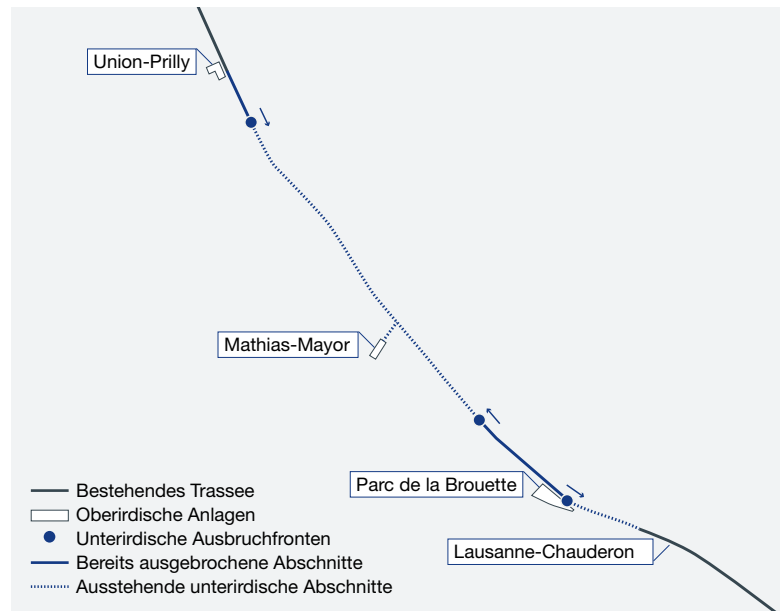 Union-Prilly
Mathias-Mayor
Parc de la Brouette
Lausanne-Chauderon
Bestehendes Trassee
Oberirdische Anlagen
Unterirdische Ausbruchfronten
Bereits ausgebrochene Abschnitte
Ausstehende unterirdische Abschnitte